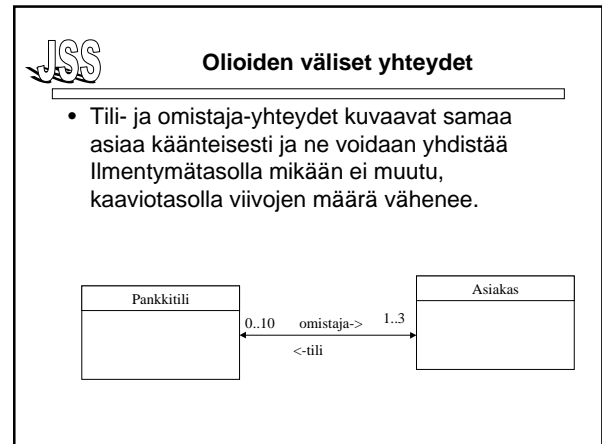 JSS
Olioiden väliset yhteydet
• Tili- ja omistaja-yhteydet kuvaavat samaa
asiaa käänteisesti ja ne voidaan yhdistää
Ilmentymätasolla mikään ei muutu,
kaaviotasolla viivojen määrä vähenee.
Pankkitili
Asiakas
0..10 omistaja-> 1..3
<-tili